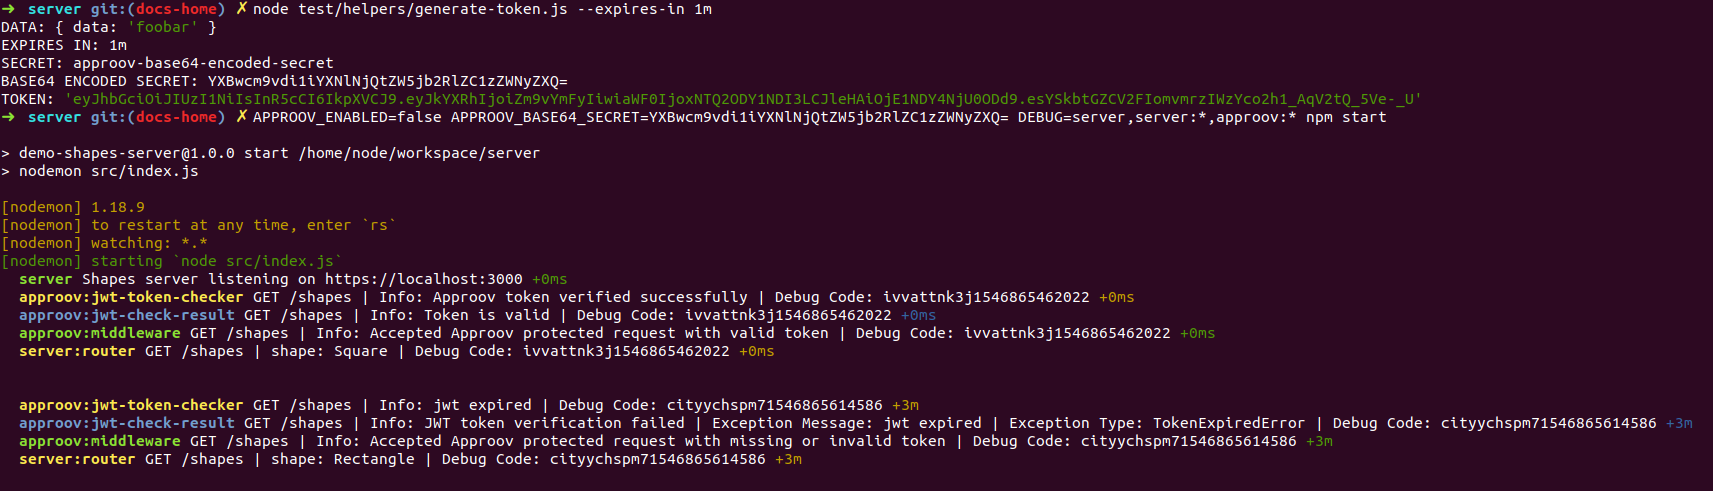 ➜ server git:(docs-home) ✗ node test/helpers/generate-token.js --expires-in 1m
DATA: { data: 'foobar' }
EXPIRES IN: 1m
SECRET: approov-base64-encoded-secret
BASE64 ENCODED SECRET: YXBwcm9vdi1iYXNlNjQtZW5jb2RlZC1zZWNyZXQ=
TOKEN: 'eyJhbGciOiJIUzI1NiIsInR5cCI6IkpXVCJ9.eyJkYXRhIjoiZm9vYmFyIiwiaWF0IjoxNTQ2ODY1NDI3LCJleHAiOjE1NDY4NjU0ODd9.esYSkbtGZCV2FIomvmrzIWzYco2h1_AqV2tQ_5Ve-_U'
➜ server git:(docs-home) ✗ APPROOV_ENABLED=false APPROOV_BASE64_SECRET=YXBwcm9vdi1iYXNlNjQtZW5jb2RlZC1zZWNyZXQ= DEBUG=server,server:*,approov:* npm start
> demo-shapes-server@1.0.0 start /home/node/workspace/server
> nodemon src/index.js
[nodemon] 1.18.9
[nodemon] to restart at any time, enter `rs`
[nodemon] watching: *.*
[nodemon] starting `node src/index.js`
server Shapes server listening on https://localhost:3000 +0ms
approov:jwt-token-checker GET /shapes | Info: Approov token verified successfully | Debug Code: ivvattnk3j1546865462022 +0ms
approov:jwt-check-result GET /shapes | Info: Token is valid | Debug Code: ivvattnk3j1546865462022 +0ms
approov:middleware GET /shapes | Info: Accepted Approov protected request with valid token | Debug Code: ivvattnk3j1546865462022 +0ms
server:router GET /shapes | shape: Square | Debug Code: ivvattnk3j1546865462022 +0ms
approov:jwt-token-checker GET /shapes | Info: jwt expired | Debug Code: cityychspm71546865614586 +3m
approov:jwt-check-result GET /shapes | Info: JWT token verification failed | Exception Message: jwt expired | Exception Type: TokenExpiredError | Debug Code: cityychspm71546865614586 +3m
approov:middleware GET /shapes | Info: Accepted Approov protected request with missing or invalid token | Debug Code: cityychspm71546865614586 +3m
server:router GET /shapes | shape: Rectangle | Debug Code: cityychspm71546865614586 +3m